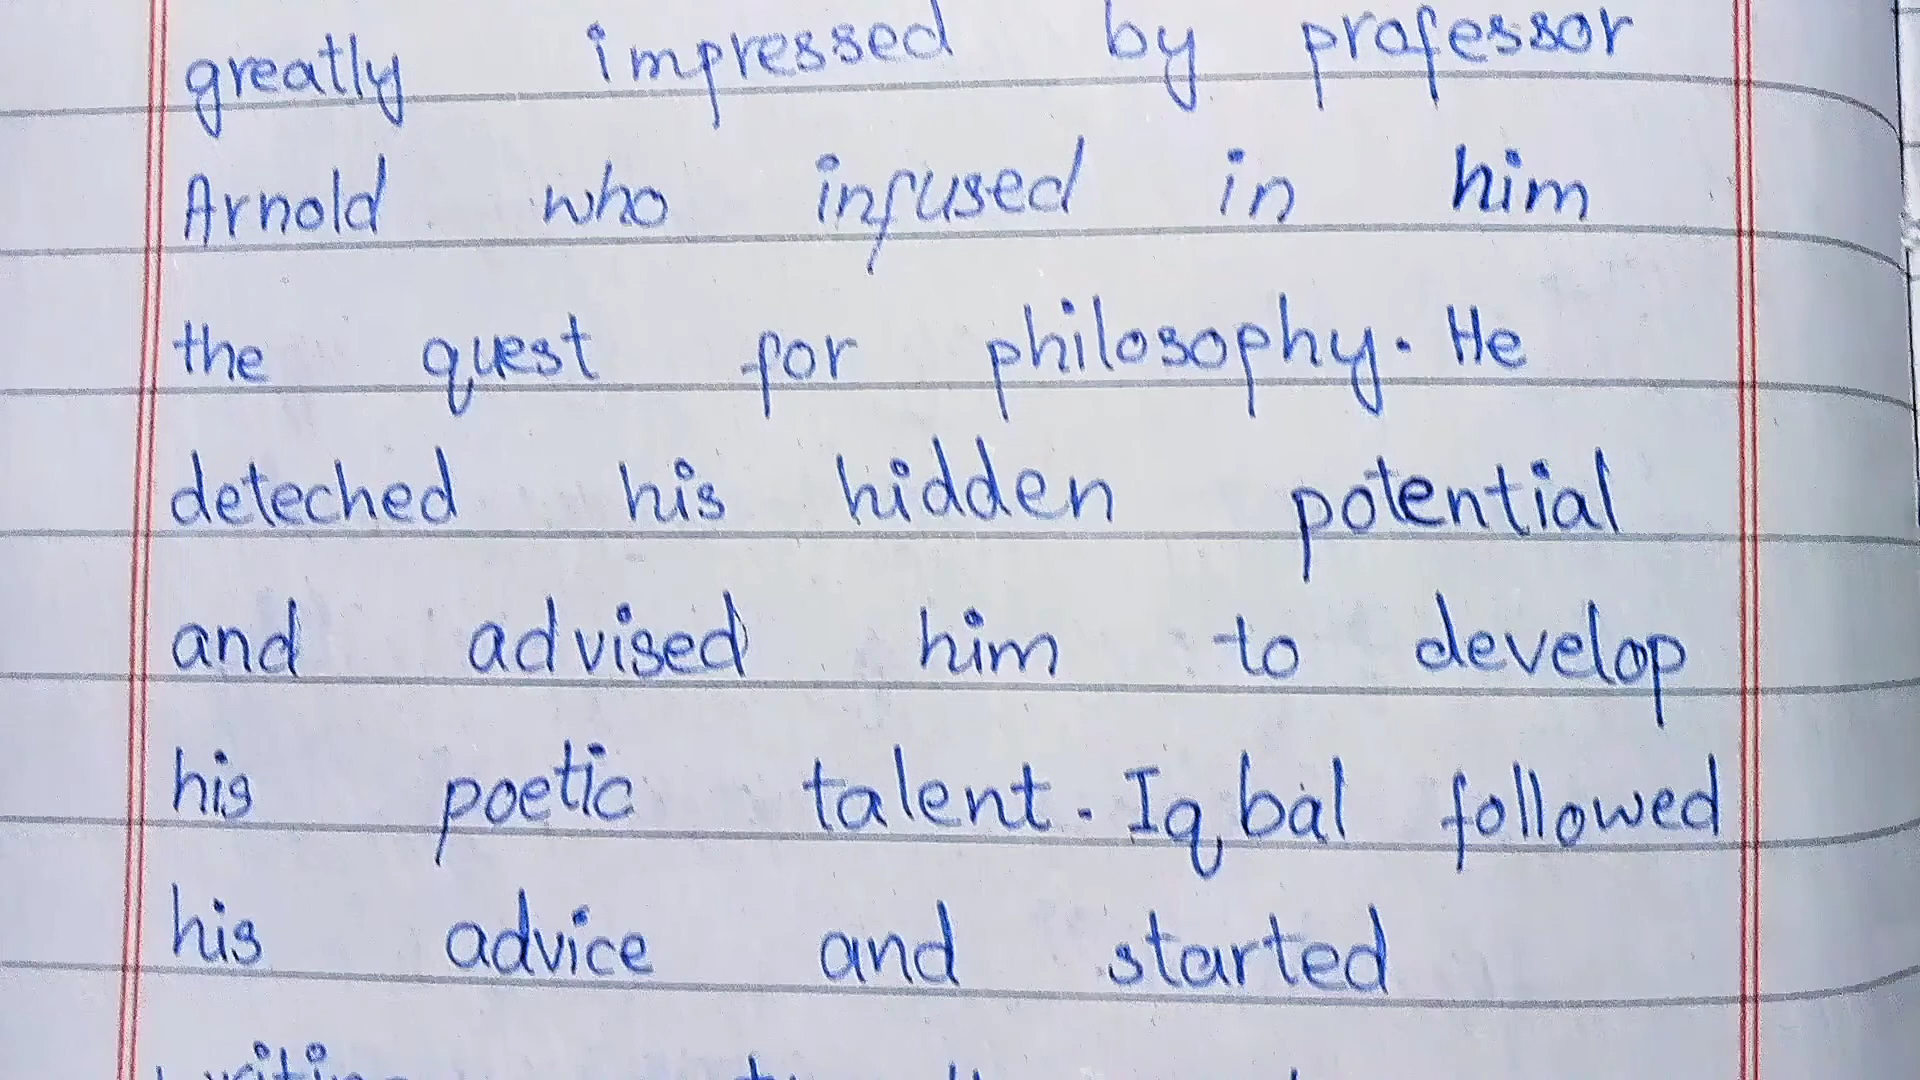 greatly impressed by professor
Arnold who infused in him
the quest for philosophy. He
deteched his hidden potential
and advised him to develop
his poetic talent. Iqbal followed
his advice and started